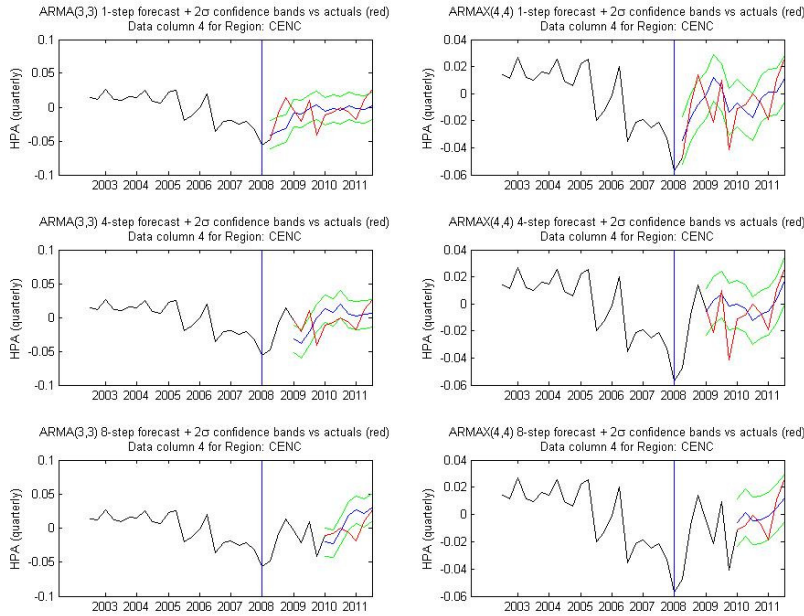 ARMA(3,3) 1-step forecast + 2σ confidence bands vs actuals (red)
Data column 4 for Region: CENC
0.1
0.05
0
-0.05
-0.1
HPA (quarterly)
2003 2004 2005 2006 2007 2008 2009 2010 2011
ARMAX(4,4) 1-step forecast + 2σ confidence bands vs actuals (red)
Data column 4 for Region: CENC
0.04
0.02
0
-0.02
-0.04
-0.06
HPA (quarterly)
2003 2004 2005 2006 2007 2008 2009 2010 2011
ARMA(3,3) 4-step forecast + 2σ confidence bands vs actuals (red)
Data column 4 for Region: CENC
0.1
0.05
0
-0.05
-0.1
HPA (quarterly)
2003 2004 2005 2006 2007 2008 2009 2010 2011
ARMAX(4,4) 4-step forecast + 2σ confidence bands vs actuals (red)
Data column 4 for Region: CENC
0.04
0.02
0
-0.02
-0.04
-0.06
HPA (quarterly)
2003 2004 2005 2006 2007 2008 2009 2010 2011
ARMA(3,3) 8-step forecast + 2σ confidence bands vs actuals (red)
Data column 4 for Region: CENC
0.1
0.05
0
-0.05
-0.1
HPA (quarterly)
2003 2004 2005 2006 2007 2008 2009 2010 2011
ARMAX(4,4) 8-step forecast + 2σ confidence bands vs actuals (red)
Data column 4 for Region: CENC
0.04
0.02
0
-0.02
-0.04
-0.06
HPA (quarterly)
2003 2004 2005 2006 2007 2008 2009 2010 2011